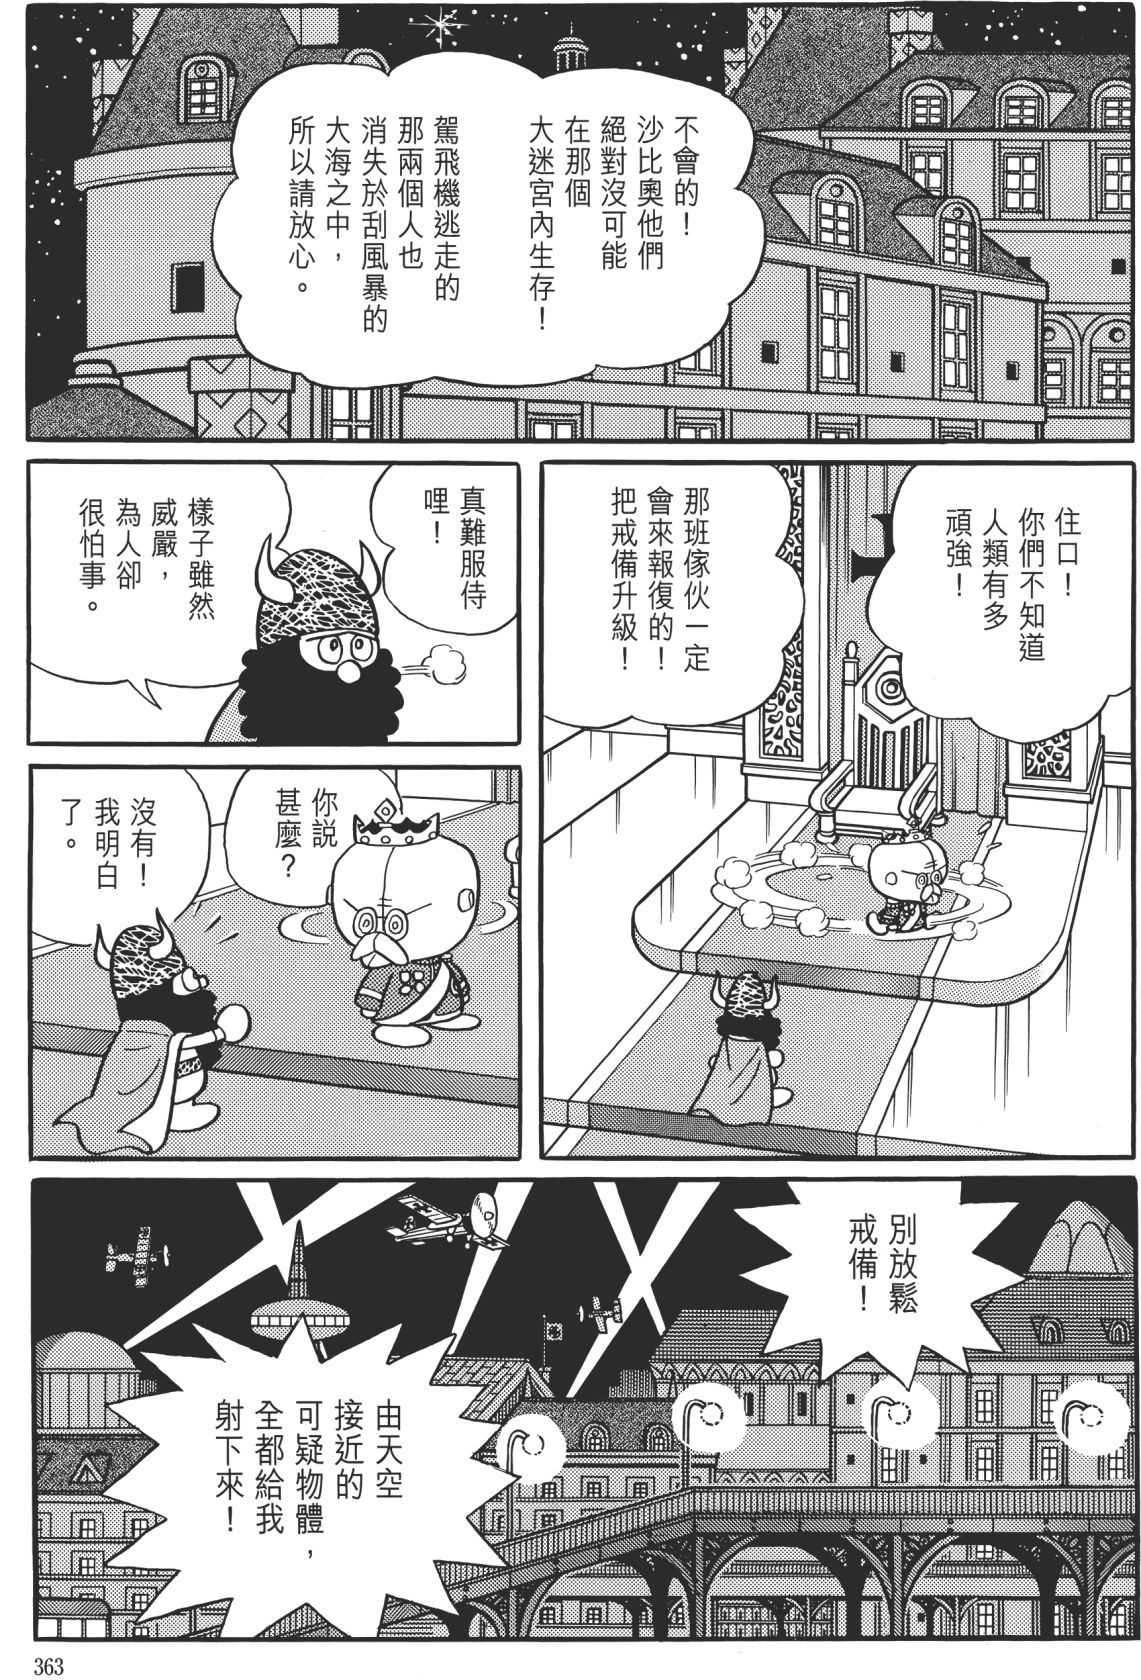 不會的！
沙比奧他們
絕對沒可能
在那個
大迷宮內生存！
駕飛機逃走的
那兩個人也
消失於刮風暴的
大海之中，
所以請放心。
住口！
你們不知道
人類有多
頑強！
那班傢伙一定
會來報復的！
把戒備升級！
真難服侍
哩！
樣子雖然
威嚴，
為人卻
很怕事。
你説
甚麼？
沒有！
我明白
了。
別放鬆
戒備！
由天空
接近的
可疑物體，
全都給我
射下來！
363